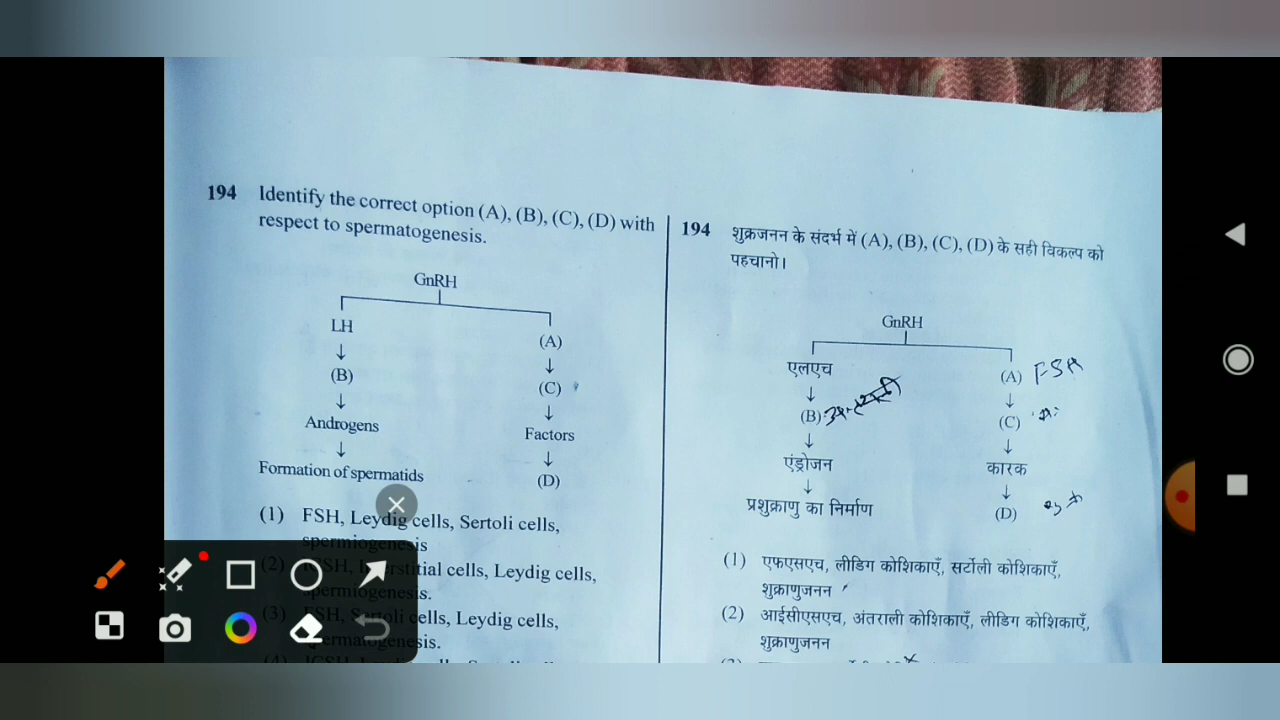 194 Identify the correct option (A), (B), (C), (D) with
respect to spermatogenesis.
GnRH
LH
(A)
(B)
(C)
Androgens
Factors
Formation of spermatids
(D)
(1) FSH, Leydig cells, Sertoli cells,
spermiogenesis
(2) cells, Leydig cells,
spermiogenesis.
(3) FSH, Sertoli cells, Leydig cells,
spermatogenesis.
194 शुक्रजनन के संदर्भ में (A), (B), (C), (D) के सही विकल्प को
पहचानो।
GnRH
एलएच
(A) FSH
(B)
(C)
एंड्रोजन
कारक
प्रशुक्राणु का निर्माण
(D)
(1) एफएसएच, लीडिग कोशिकाएँ, सर्टोली कोशिकाएँ,
शुक्राणुजनन
(2) आईसीएसएच, अंतराली कोशिकाएँ, लीडिग कोशिकाएँ,
शुक्राणुजनन